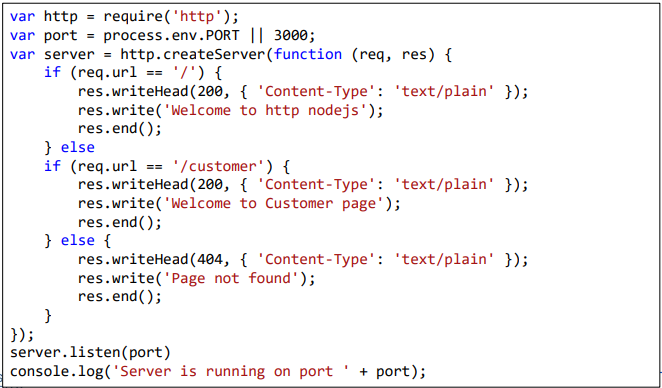 var http = require('http');
var port = process.env.PORT || 3000;
var server = http.createServer(function (req, res) {
    if (req.url == '/') {
        res.writeHead(200, { 'Content-Type': 'text/plain' });
        res.write('Welcome to http nodejs');
        res.end();
    } else
    if (req.url == '/customer') {
        res.writeHead(200, { 'Content-Type': 'text/plain' });
        res.write('Welcome to Customer page');
        res.end();
    } else {
        res.writeHead(404, { 'Content-Type': 'text/plain' });
        res.write('Page not found');
        res.end();
    }
});
server.listen(port)
console.log('Server is running on port ' + port);